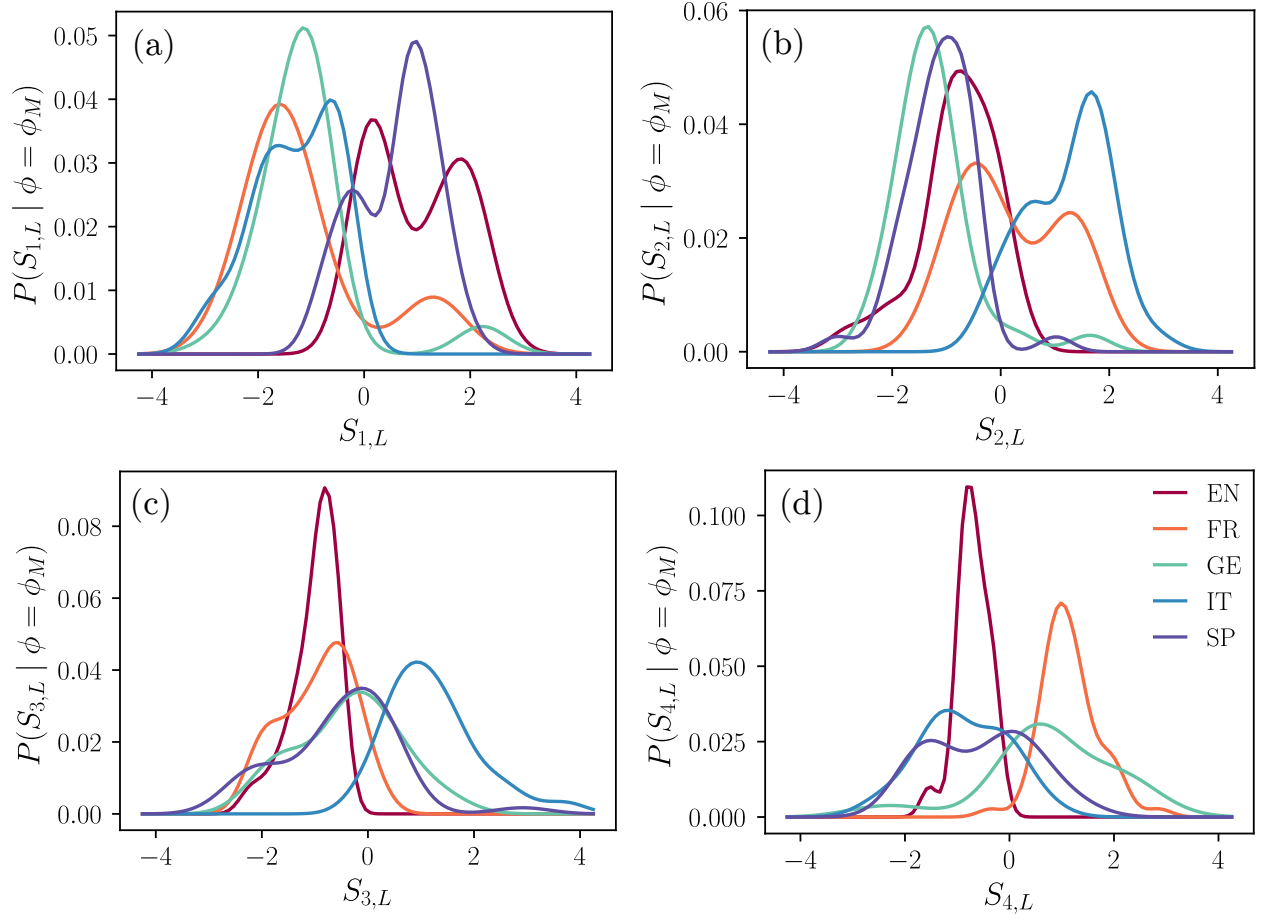 (a)
P(S_{1,L} | ϕ = ϕ_M)
0.05
0.04
0.03
0.02
0.01
0.00
−4 −2 0 2 4
S_{1,L}
(b)
P(S_{2,L} | ϕ = ϕ_M)
0.06
0.04
0.02
0.00
−4 −2 0 2 4
S_{2,L}
(c)
P(S_{3,L} | ϕ = ϕ_M)
0.08
0.06
0.04
0.02
0.00
−4 −2 0 2 4
S_{3,L}
(d)
P(S_{4,L} | ϕ = ϕ_M)
0.100
0.075
0.050
0.025
0.000
−4 −2 0 2 4
S_{4,L}
EN
FR
GE
IT
SP